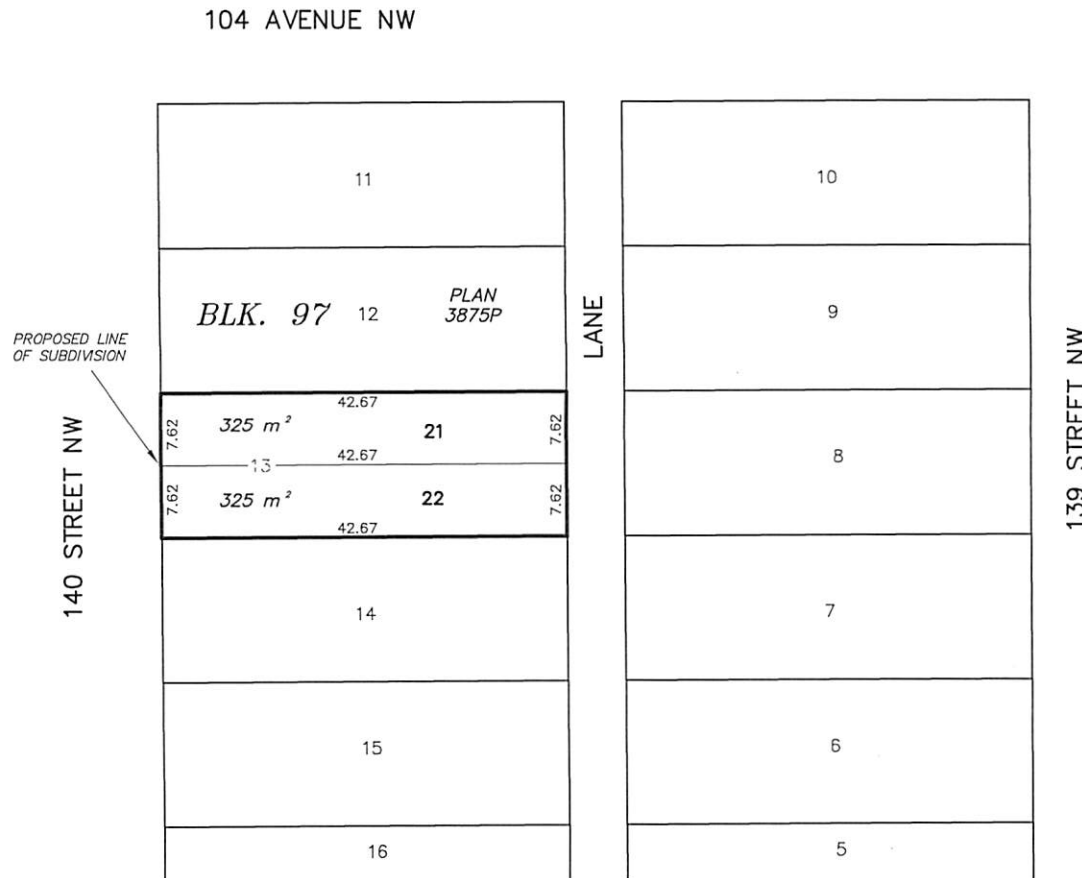 104 AVENUE NW
11
10
BLK. 97
12
PLAN
3875P
9
LANE
PROPOSED LINE
OF SUBDIVISION
140 STREET NW
139 STREET NW
42.67
7.62
325 m²
21
7.62
8
13
42.67
7.62
325 m²
22
7.62
42.67
14
7
15
6
16
5